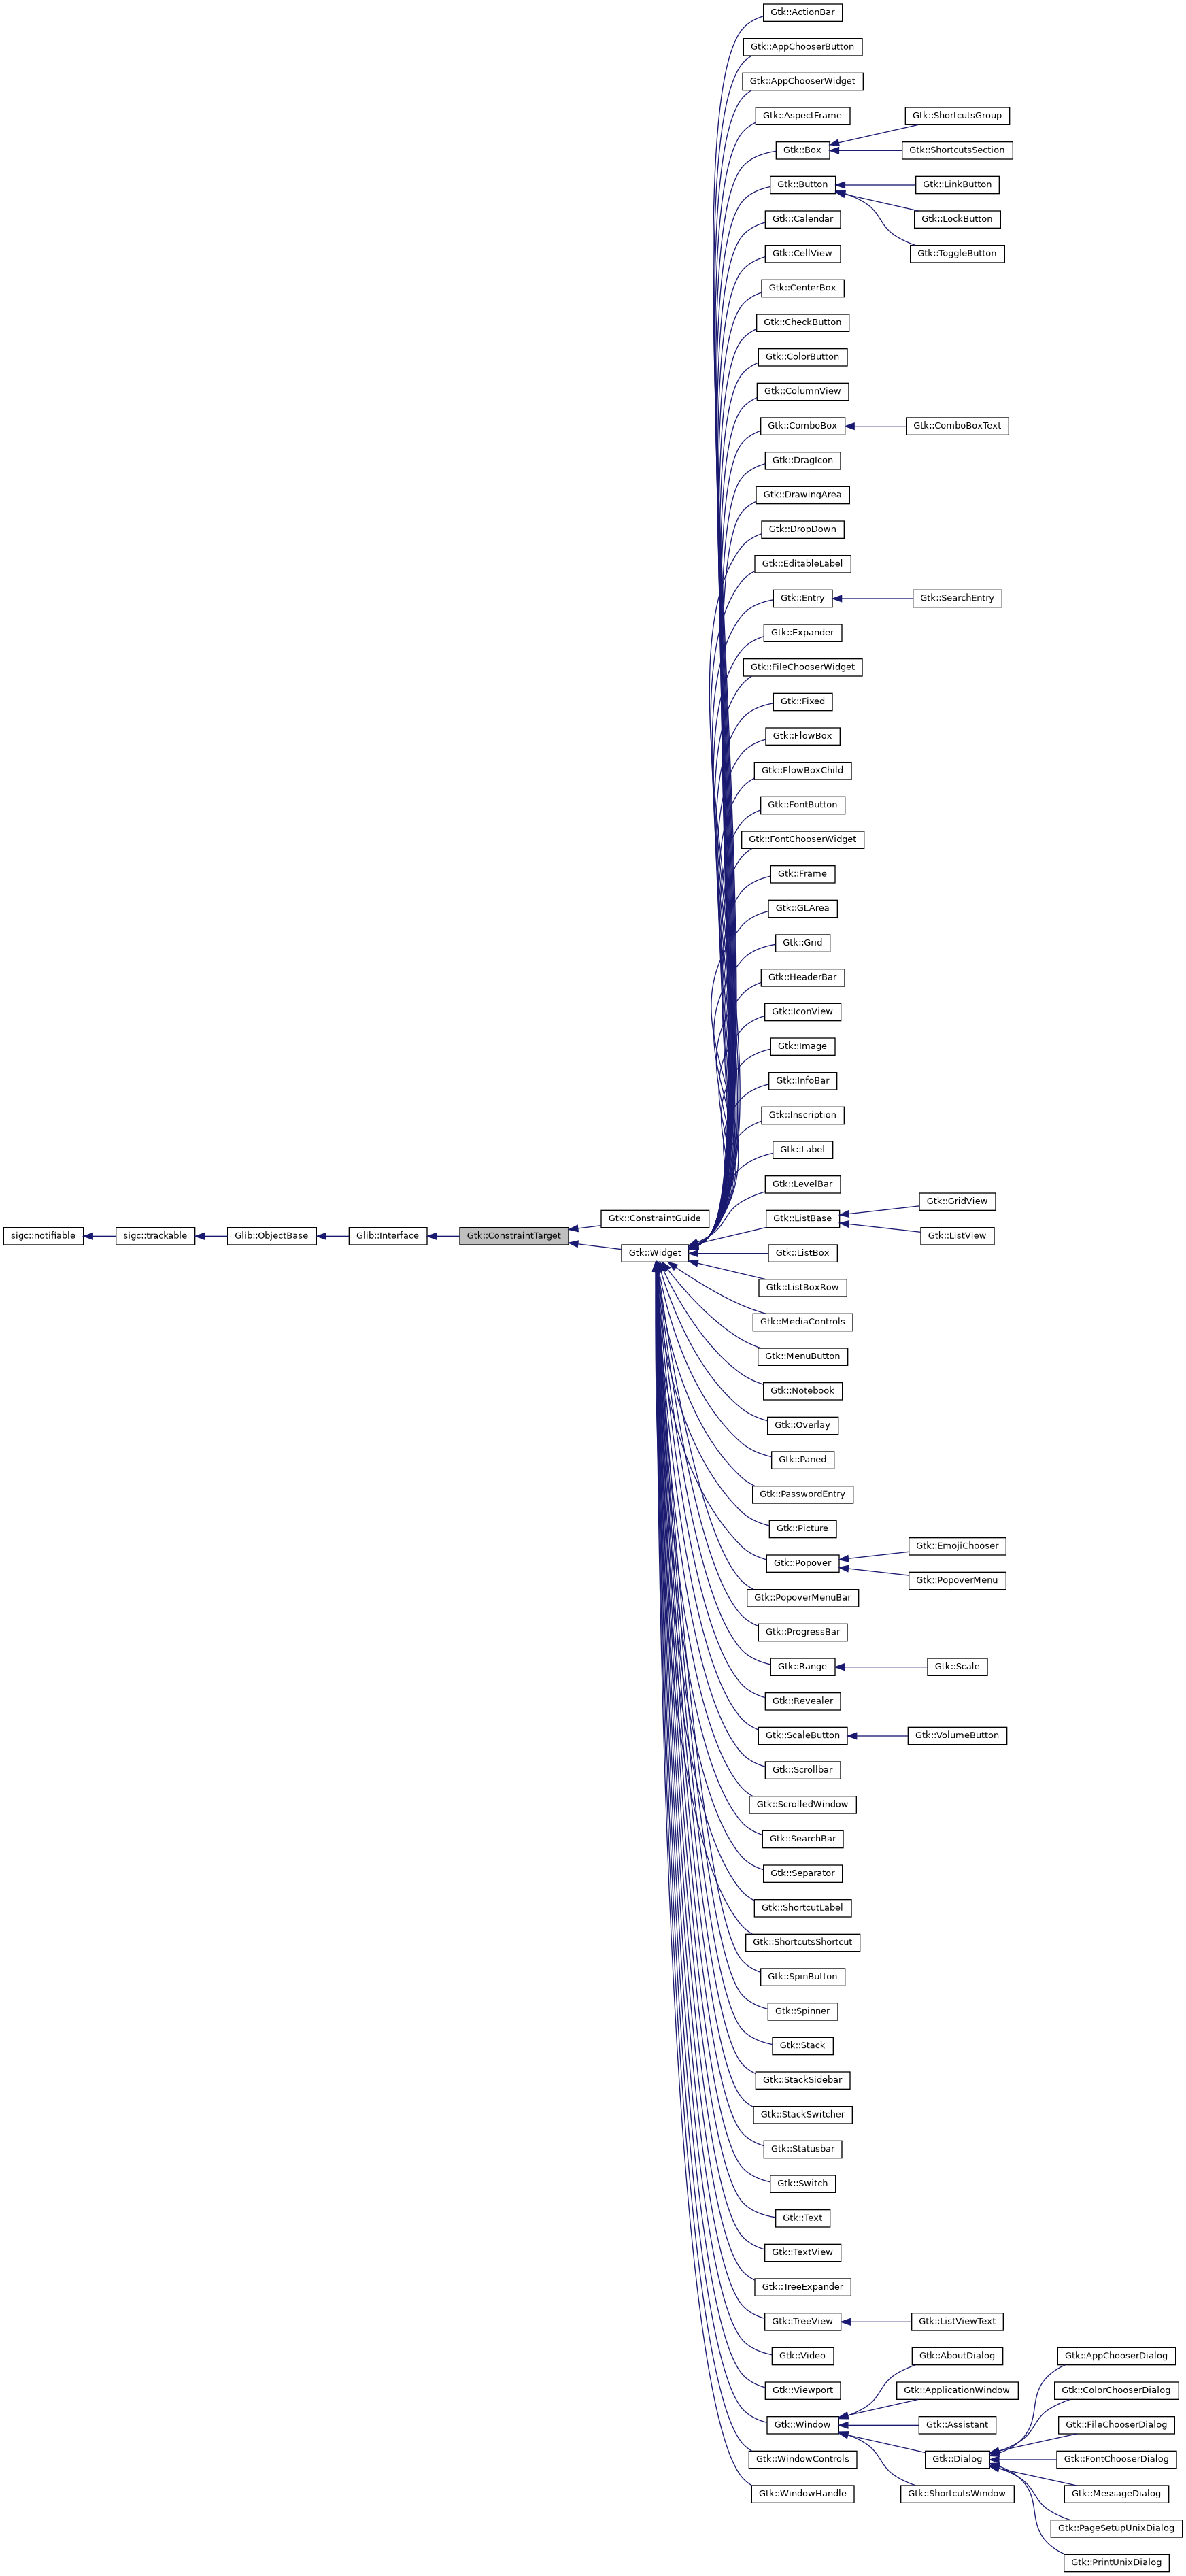 Gtk::ActionBar
Gtk::AppChooserButton
Gtk::AppChooserWidget
Gtk::AspectFrame
Gtk::ShortcutsGroup
Gtk::Box
Gtk::ShortcutsSection
Gtk::Button
Gtk::LinkButton
Gtk::Calendar
Gtk::LockButton
Gtk::CellView
Gtk::ToggleButton
Gtk::CenterBox
Gtk::CheckButton
Gtk::ColorButton
Gtk::ColumnView
Gtk::ComboBox
Gtk::ComboBoxText
Gtk::DragIcon
Gtk::DrawingArea
Gtk::DropDown
Gtk::EditableLabel
Gtk::Entry
Gtk::SearchEntry
Gtk::Expander
Gtk::FileChooserWidget
Gtk::Fixed
Gtk::FlowBox
Gtk::FlowBoxChild
Gtk::FontButton
Gtk::FontChooserWidget
Gtk::Frame
Gtk::GLArea
Gtk::Grid
Gtk::HeaderBar
Gtk::IconView
Gtk::Image
Gtk::InfoBar
Gtk::Inscription
Gtk::Label
Gtk::LevelBar
Gtk::GridView
Gtk::ConstraintGuide
Gtk::ListBase
sigc::notifiable
sigc::trackable
Glib::ObjectBase
Glib::Interface
Gtk::ConstraintTarget
Gtk::ListView
Gtk::Widget
Gtk::ListBox
Gtk::ListBoxRow
Gtk::MediaControls
Gtk::MenuButton
Gtk::Notebook
Gtk::Overlay
Gtk::Paned
Gtk::PasswordEntry
Gtk::Picture
Gtk::EmojiChooser
Gtk::Popover
Gtk::PopoverMenu
Gtk::PopoverMenuBar
Gtk::ProgressBar
Gtk::Range
Gtk::Scale
Gtk::Revealer
Gtk::ScaleButton
Gtk::VolumeButton
Gtk::Scrollbar
Gtk::ScrolledWindow
Gtk::SearchBar
Gtk::Separator
Gtk::ShortcutLabel
Gtk::ShortcutsShortcut
Gtk::SpinButton
Gtk::Spinner
Gtk::Stack
Gtk::StackSidebar
Gtk::StackSwitcher
Gtk::Statusbar
Gtk::Switch
Gtk::Text
Gtk::TextView
Gtk::TreeExpander
Gtk::TreeView
Gtk::ListViewText
Gtk::Video
Gtk::AboutDialog
Gtk::AppChooserDialog
Gtk::Viewport
Gtk::ApplicationWindow
Gtk::ColorChooserDialog
Gtk::Window
Gtk::Assistant
Gtk::FileChooserDialog
Gtk::WindowControls
Gtk::Dialog
Gtk::FontChooserDialog
Gtk::WindowHandle
Gtk::ShortcutsWindow
Gtk::MessageDialog
Gtk::PageSetupUnixDialog
Gtk::PrintUnixDialog